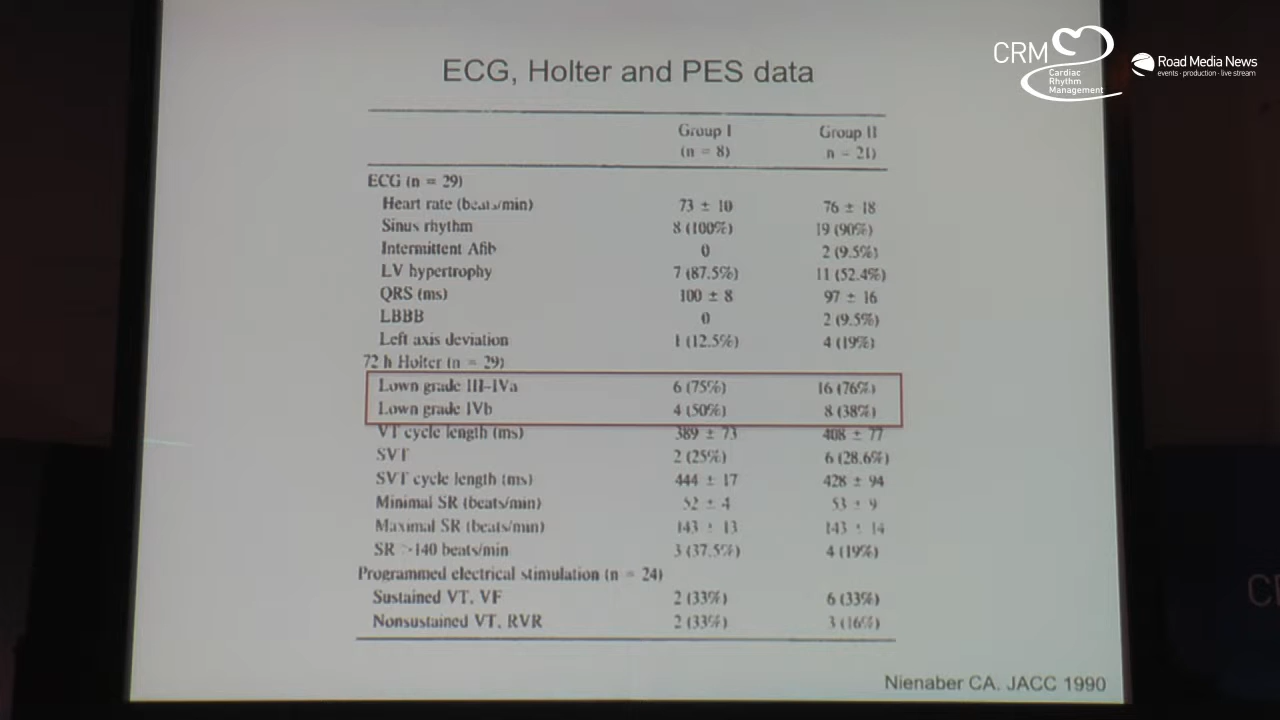 CRM
Cardiac
Rhythm
Management
Road Media News
events · production · live stream
ECG, Holter and PES data
Group I Group II
(n = 8) n = 21)
ECG (n = 29)
Heart rate (beats/min) 73 ± 10 76 ± 18
Sinus rhythm 8 (100%) 19 (90%)
Intermittent Afib 0 2 (9.5%)
LV hypertrophy 7 (87.5%) 11 (52.4%)
QRS (ms) 100 ± 8 97 ± 16
LBBB 0 2 (9.5%)
Left axis deviation 1 (12.5%) 4 (19%)
72 h Holter (n = 29)
Lown grade III–IVa 6 (75%) 16 (76%)
Lown grade IVb 4 (50%) 8 (38%)
VT cycle length (ms) 389 ± 73 408 ± 77
SVT 2 (25%) 6 (28.6%)
SVT cycle length (ms) 444 ± 17 428 ± 94
Minimal SR (beats/min) 52 ± 4 53 ± 9
Maximal SR (beats/min) 143 ± 13 143 ± 14
SR >140 beats/min 3 (37.5%) 4 (19%)
Programmed electrical stimulation (n = 24)
Sustained VT, VF 2 (33%) 6 (33%)
Nonsustained VT, RVR 2 (33%) 3 (16%)
Nienaber CA. JACC 1990